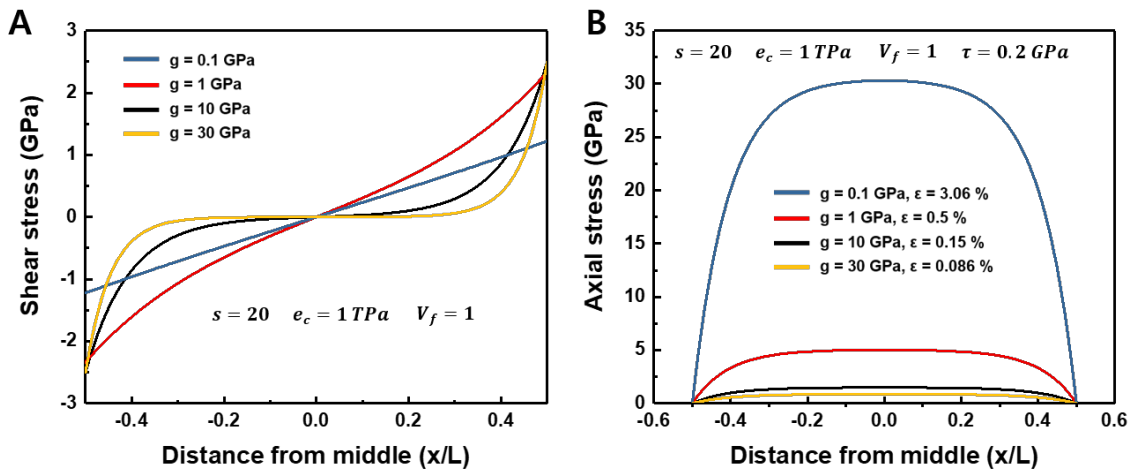 A
g = 0.1 GPa
g = 1 GPa
g = 10 GPa
g = 30 GPa
s = 20 e_c = 1 TPa V_f = 1
Shear stress (GPa)
3
2
1
0
-1
-2
-3
-0.4 -0.2 0.0 0.2 0.4
Distance from middle (x/L)
B
s = 20 e_c = 1 TPa V_f = 1 τ = 0.2 GPa
g = 0.1 GPa, ε = 3.06 %
g = 1 GPa, ε = 0.5 %
g = 10 GPa, ε = 0.15 %
g = 30 GPa, ε = 0.086 %
Axial stress (GPa)
35
30
25
20
15
10
5
0
-0.6 -0.4 -0.2 0.0 0.2 0.4 0.6
Distance from middle (x/L)